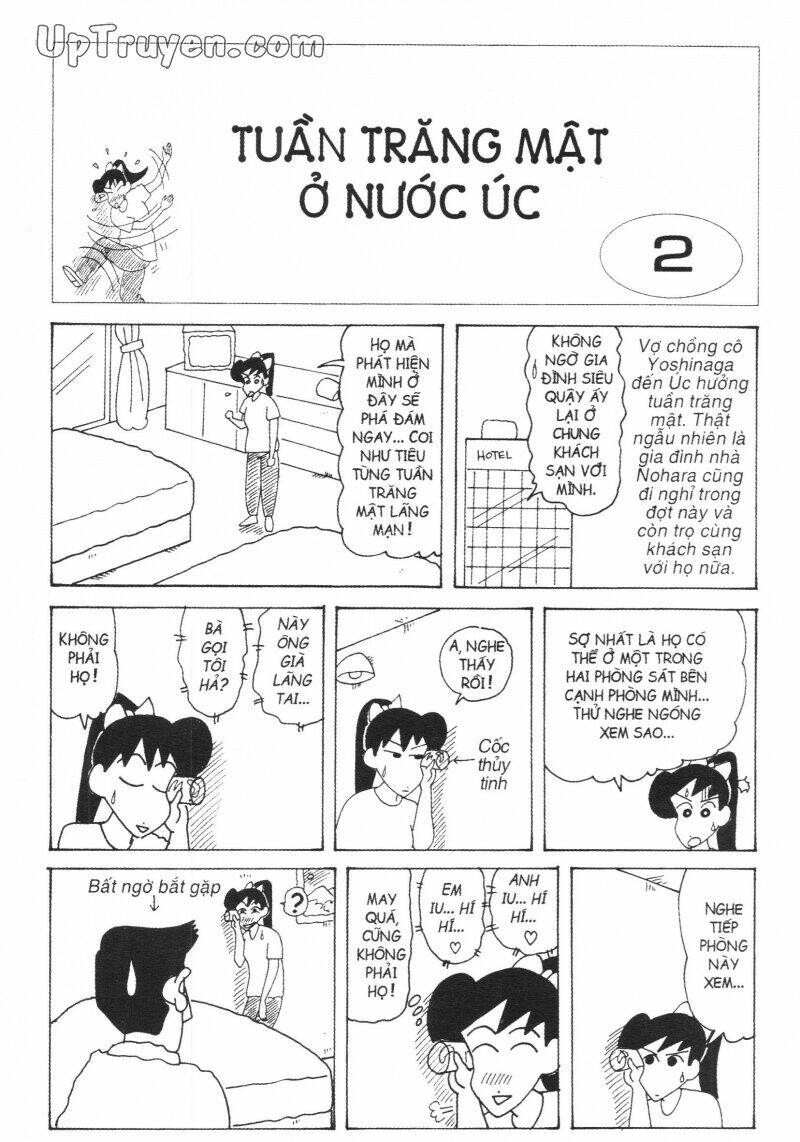 UpTruyen.com
TUẦN TRĂNG MẬT
Ở NƯỚC ÚC
2
Vợ chồng cô
Yoshinaga
đến Úc hưởng
tuần trăng
mật. Thật
ngẫu nhiên là
gia đình nhà
Nohara cũng
đi nghỉ trong
đợt này và
còn trọ cùng
khách sạn
với họ nữa.
KHÔNG
NGỜ GIA
ĐÌNH SIÊU
QUẬY ẤY
LẠI Ở
CHUNG
KHÁCH
SẠN VỚI
MÌNH.
HOTEL
HỌ MÀ
PHÁT HIỆN
MÌNH Ở
ĐÂY SẼ
PHÁ ĐÁM
NGAY... COI
NHƯ TIÊU
TÙNG TUẦN
TRĂNG
MẬT LÃNG
MẠN!
SỢ NHẤT LÀ HỌ CÓ
THỂ Ở MỘT TRONG
HAI PHÒNG SÁT BÊN
CẠNH PHÒNG MÌNH...
THỬ NGHE NGÓNG
XEM SAO...
A, NGHE
THẤY
RỒI!
Cốc
thủy
tinh
NÀY
ÔNG
GIÀ
LÃNG
TAI...
BÀ
GỌI
TÔI
HẢ?
KHÔNG
PHẢI
HỌ!
NGHE
TIẾP
PHÒNG
NÀY
XEM...
ANH
IU... HÍ
HÍ...
EM
IU... HÍ
HÍ...
MAY
QUÁ,
CŨNG
KHÔNG
PHẢI
HỌ!
Bất ngờ bắt gặp
?